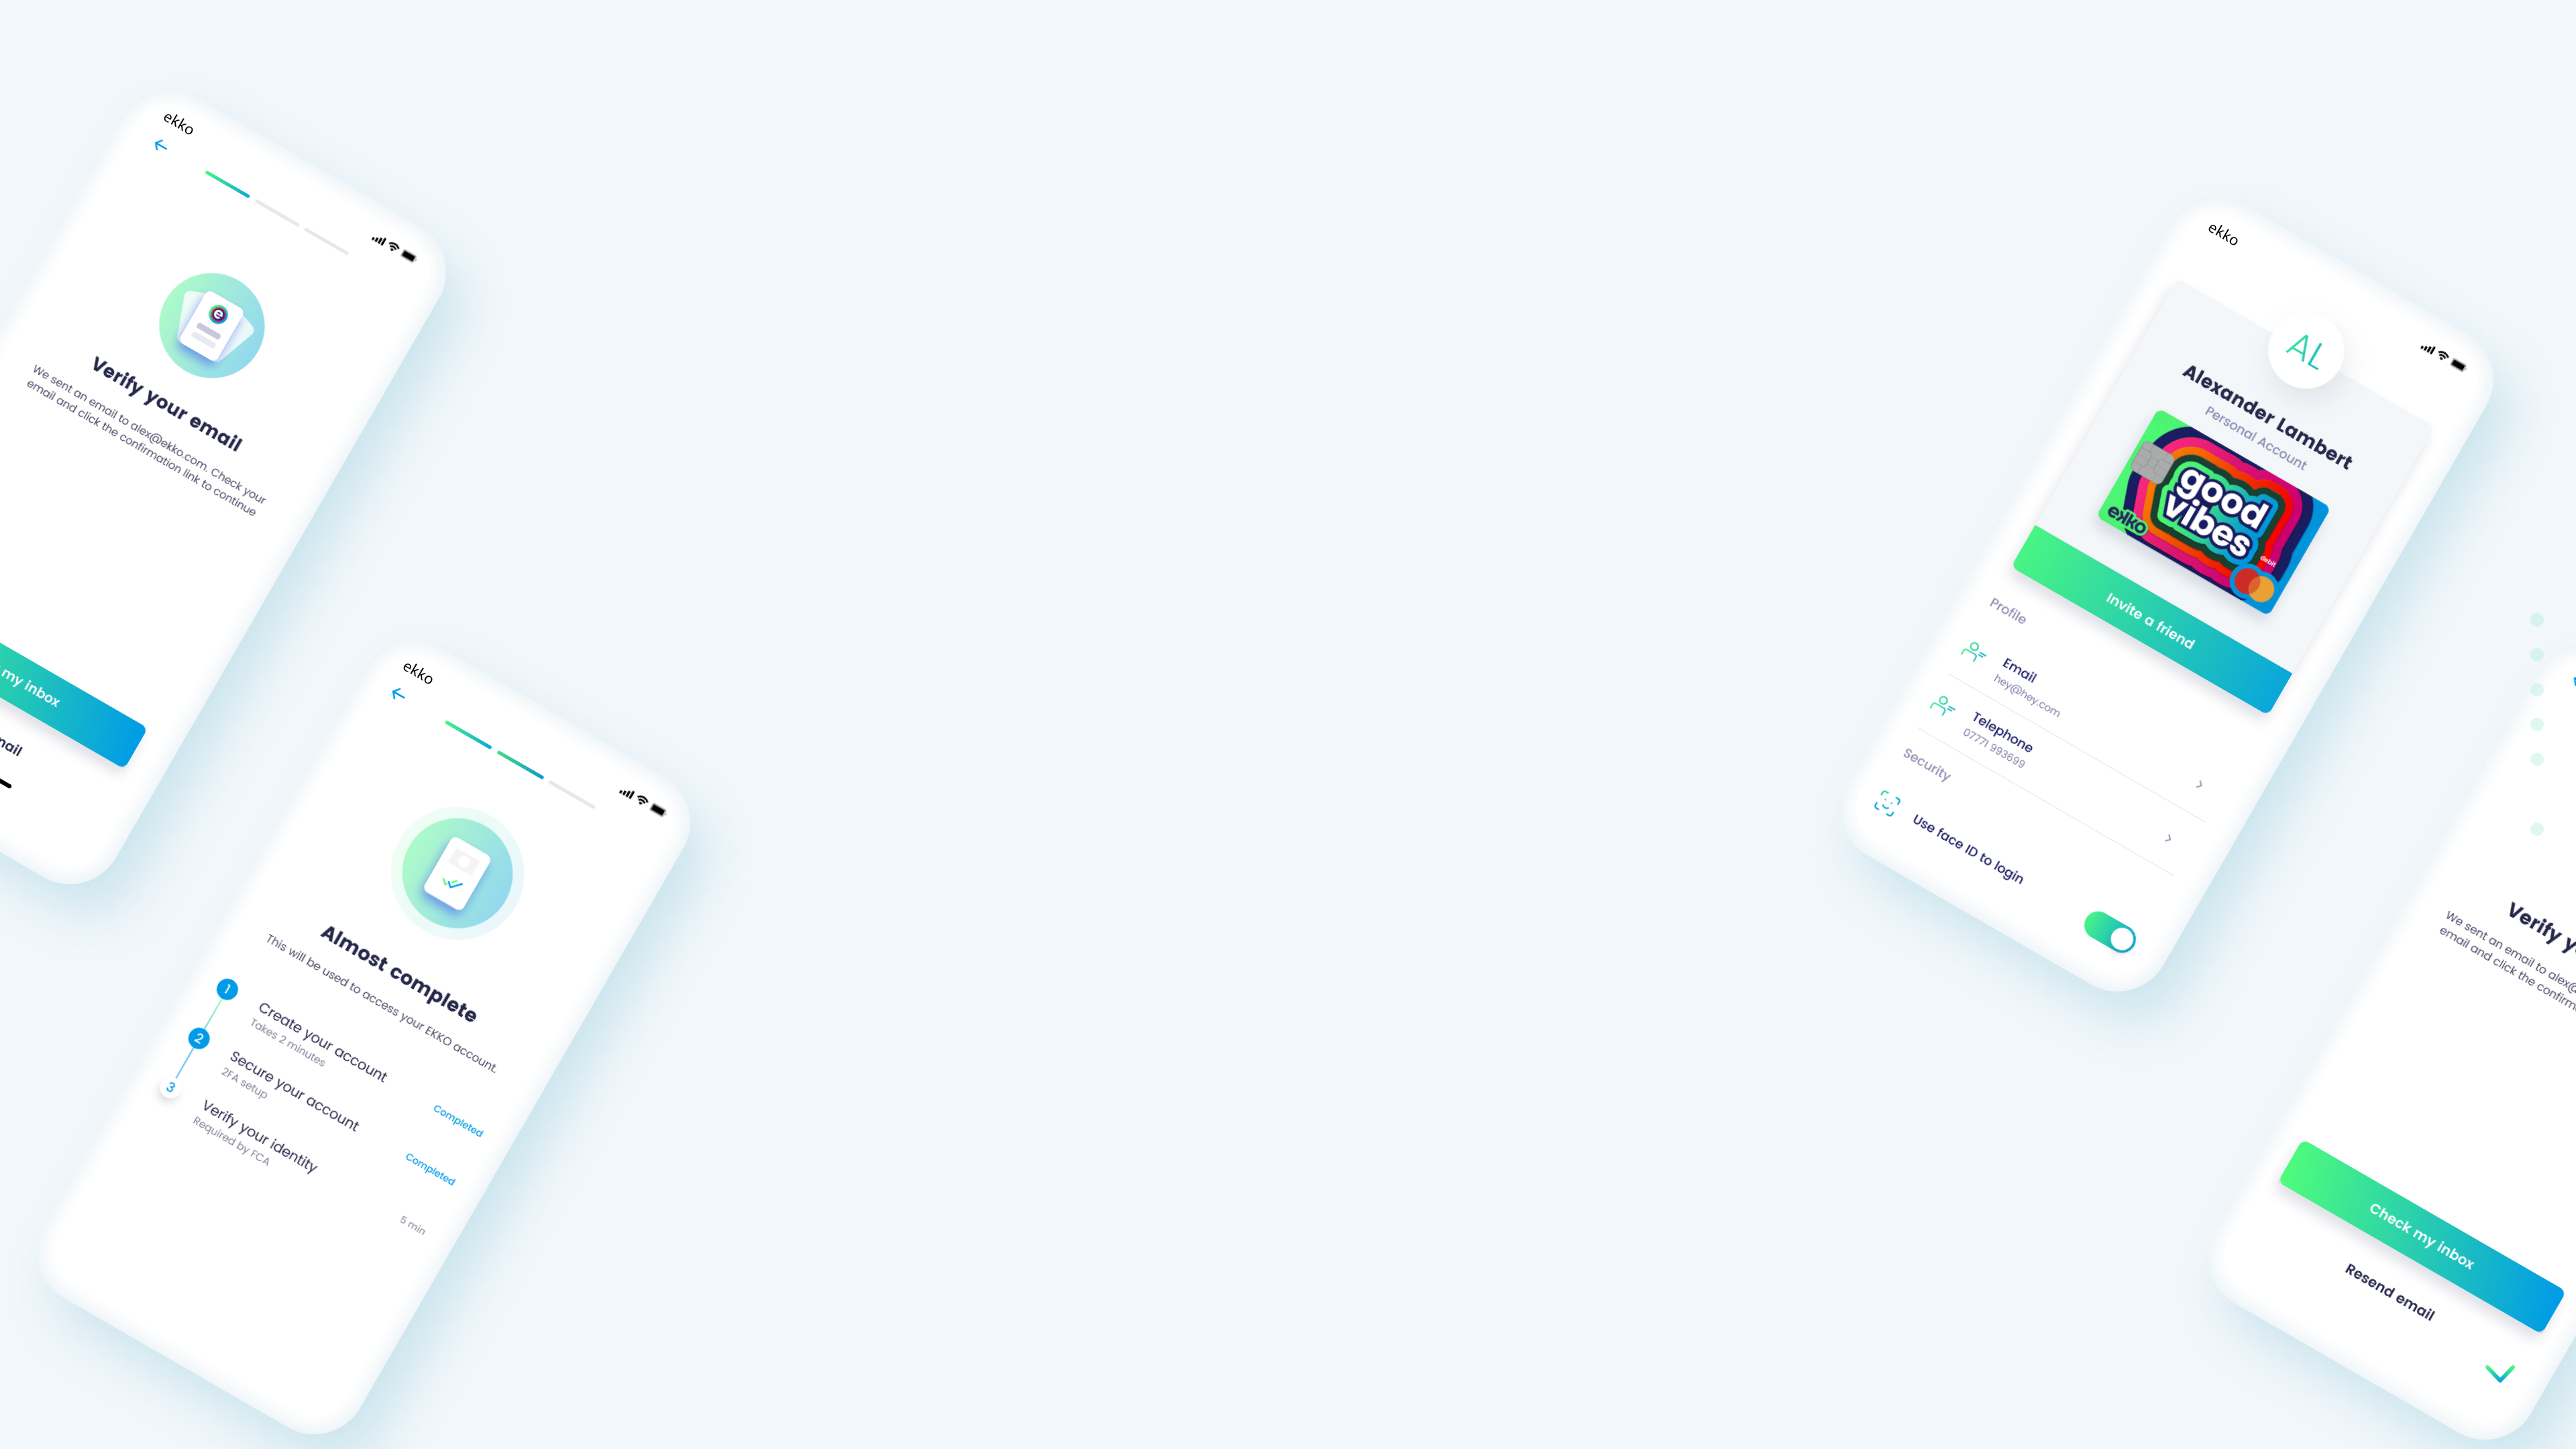 ekko
e
Verify your email
We sent an email to alex@ekko.com. Check your
email and click the confirmation link to continue
my inbox
ekko
Almost complete
This will be used to access your EKKO account.
1
Create your account
Takes 2 minutes
Completed
2
Secure your account
2FA setup
Completed
3
Verify your identity
Required by FCA
5 min
ekko
AL
Alexander Lambert
Personal Account
good
vibes
ekko
debit
Invite a friend
Profile
Email
hey@hey.com
Telephone
07771 993699
Security
Use face ID to login
Verify
We sent an email to
email and click the
Check my inbox
Resend email